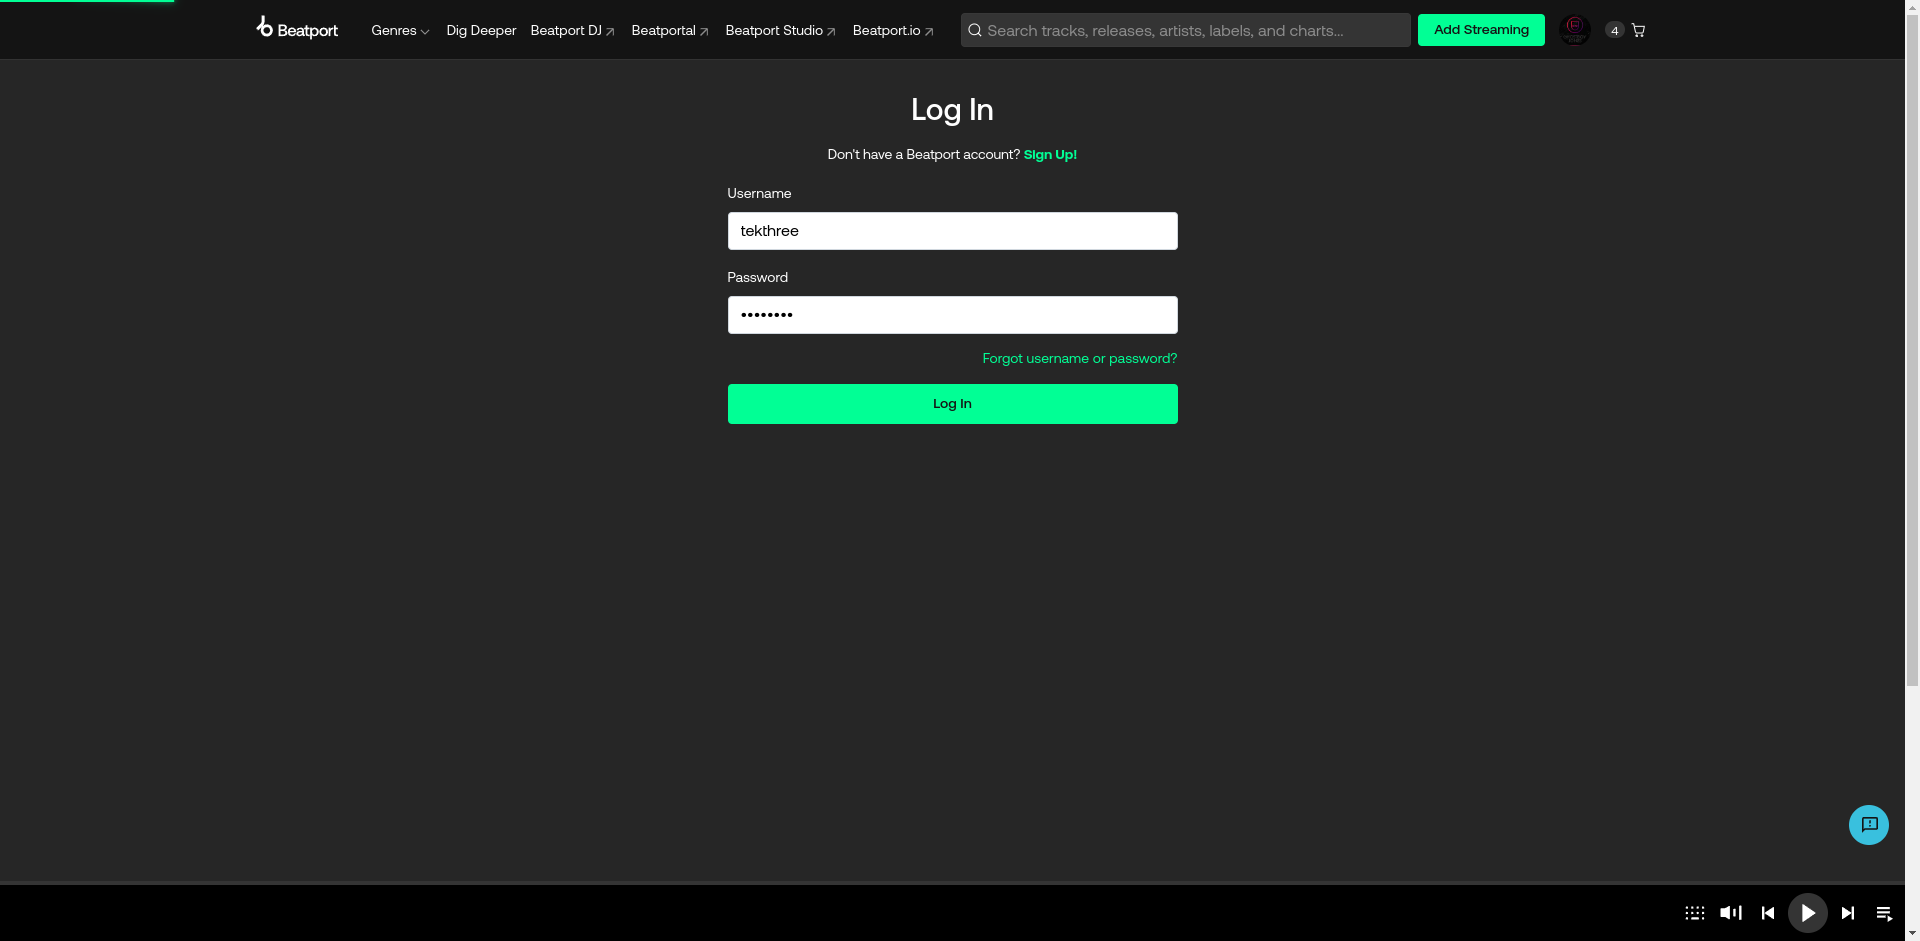 Beatport Genres Dig Deeper Beatport DJ Beatportal Beatport Studio Beatport.io Search tracks, releases, artists, labels, and charts... Add Streaming 4
Log In
Don't have a Beatport account? Sign Up!
Username
tekthree
Password
••••••••
Forgot username or password?
Log In